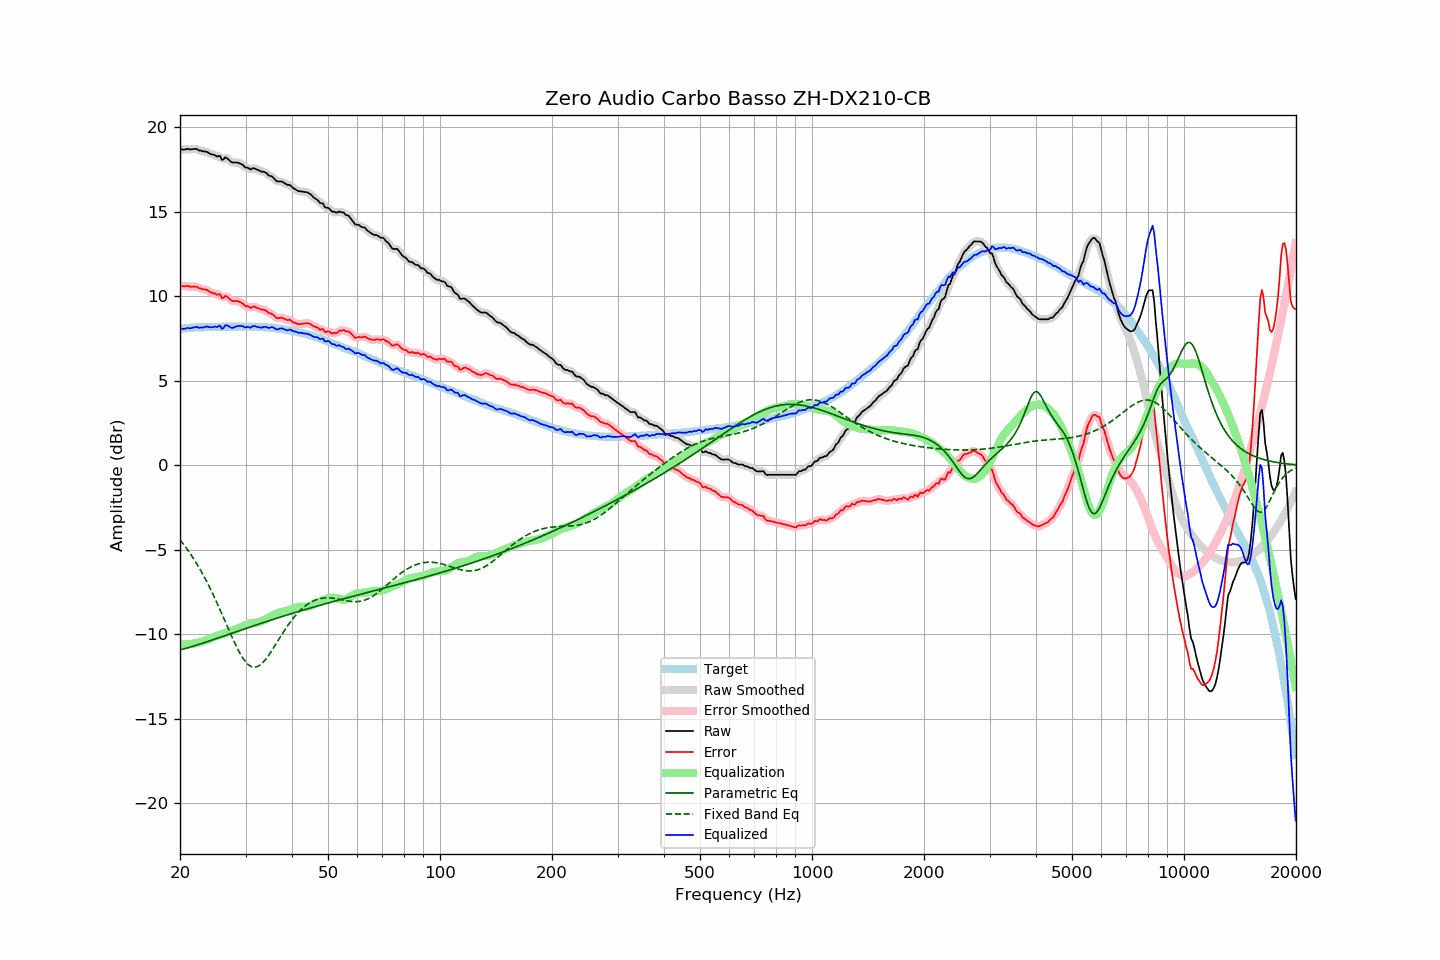 Zero Audio Carbo Basso ZH-DX210-CB
Amplitude (dBr)
20
15
10
5
0
−5
−10
−15
−20
Target
Raw Smoothed
Error Smoothed
Raw
Error
Equalization
Parametric Eq
Fixed Band Eq
Equalized
20 50 100 200 500 1000 2000 5000 10000 20000
Frequency (Hz)